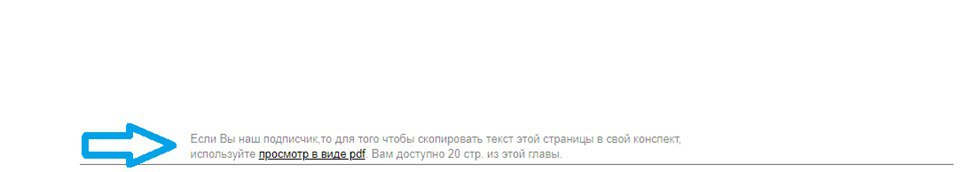 Если Вы наш подписчик,то для того чтобы скопировать текст этой страницы в свой конспект,
используйте просмотр в виде pdf. Вам доступно 20 стр. из этой главы.